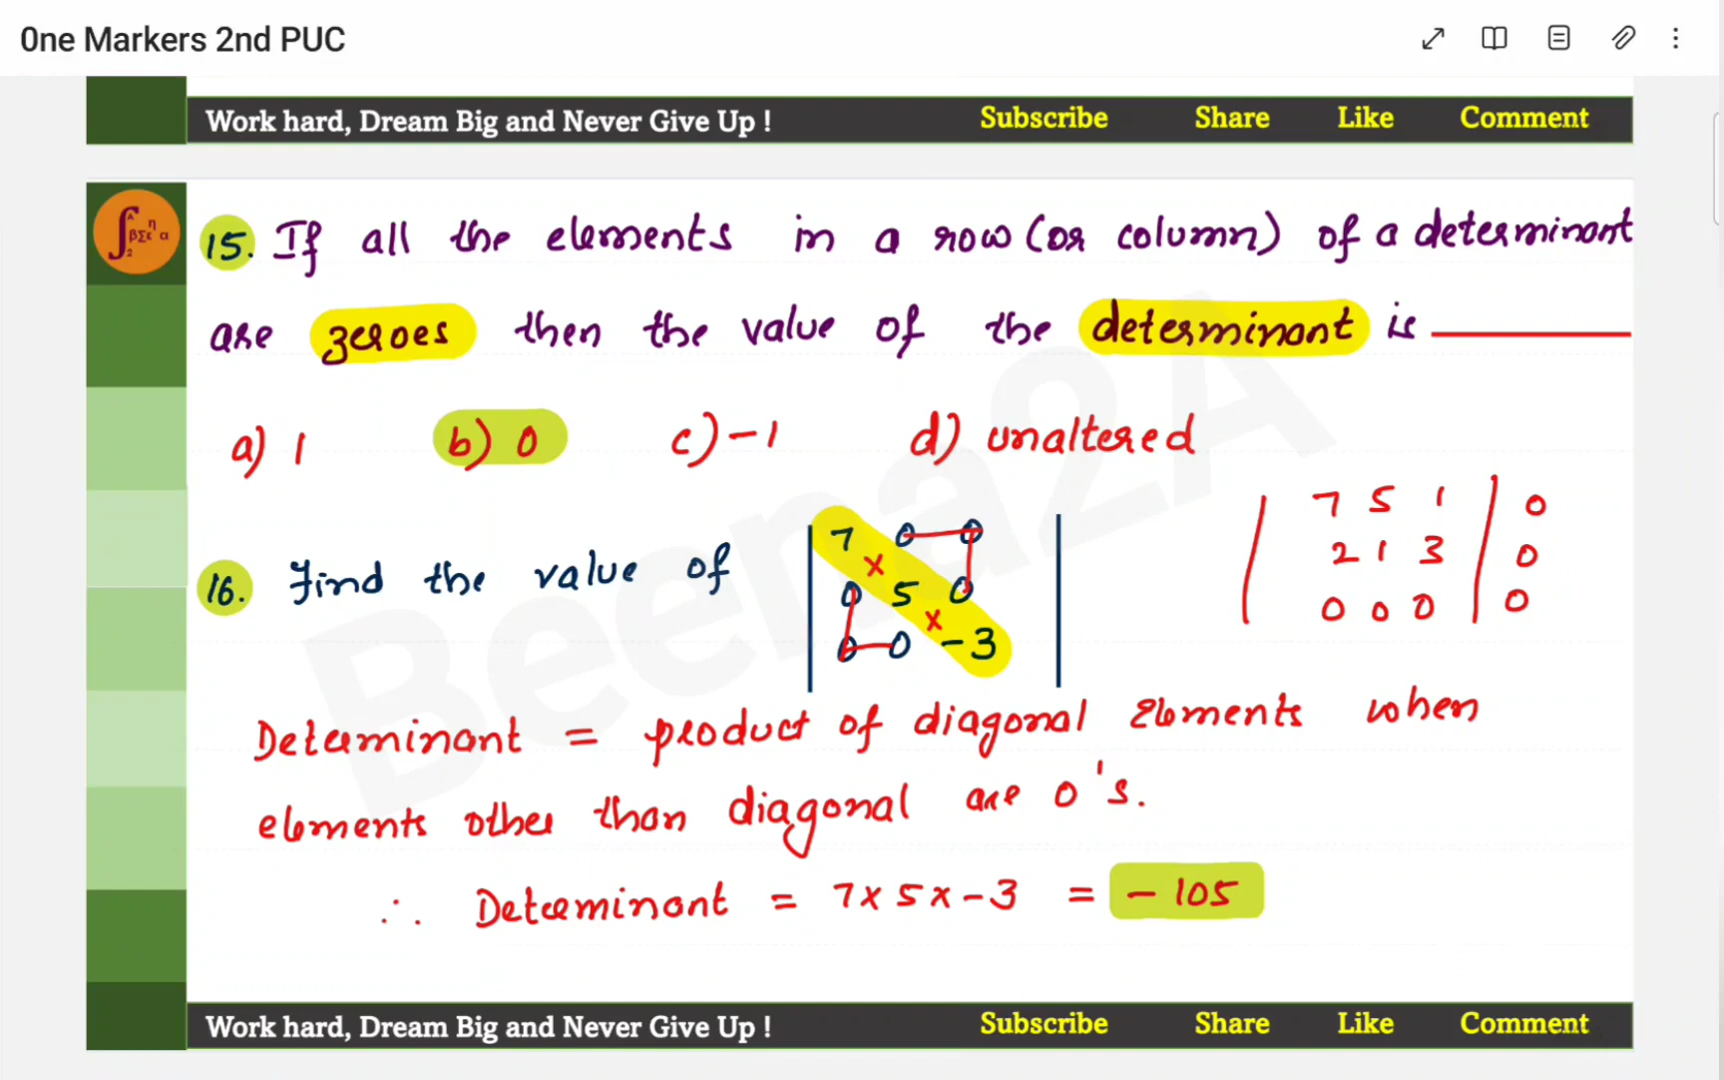 One Markers 2nd PUC
Work hard, Dream Big and Never Give Up ! Subscribe Share Like Comment
15. If all the elements in a row (or column) of a determinant
are zeroes then the value of the determinant is ______
a) 1 b) 0 c) -1 d) unaltered
7 5 1 0
2 1 3 0
0 0 0 0
16. Find the value of
7 0 0
0 5 0
0 0 -3
× ×
Determinant = product of diagonal Elements when
elements other than diagonal are 0's.
∴ Determinant = 7 × 5 × -3 = -105
Work hard, Dream Big and Never Give Up ! Subscribe Share Like Comment
Beena2A